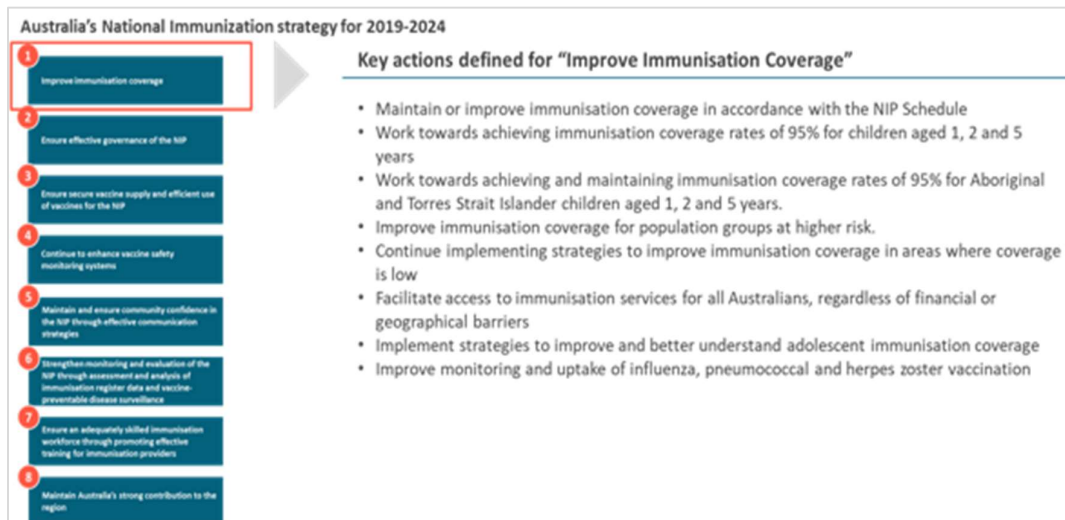 Australia's National Immunization strategy for 2019-2024
1
Improve immunisation coverage
2
Ensure effective governance of the NIP
3
Ensure secure vaccine supply and efficient use
of vaccines for the NIP
4
Continue to enhance vaccine safety
monitoring systems
5
Maintain and ensure community confidence in
the NIP through effective communication
strategies
6
Strengthen monitoring and evaluation of the
NIP through assessment and analysis of
immunisation register data and vaccine-
preventable disease surveillance
7
Ensure an adequately skilled immunisation
workforce through promoting effective
training for immunisation providers
8
Maintain Australia's strong contribution to the
region
Key actions defined for "Improve Immunisation Coverage"
• Maintain or improve immunisation coverage in accordance with the NIP Schedule
• Work towards achieving immunisation coverage rates of 95% for children aged 1, 2 and 5
years
• Work towards achieving and maintaining immunisation coverage rates of 95% for Aboriginal
and Torres Strait Islander children aged 1, 2 and 5 years.
• Improve immunisation coverage for population groups at higher risk.
• Continue implementing strategies to improve immunisation coverage in areas where coverage
is low
• Facilitate access to immunisation services for all Australians, regardless of financial or
geographical barriers
• Implement strategies to improve and better understand adolescent immunisation coverage
• Improve monitoring and uptake of influenza, pneumococcal and herpes zoster vaccination